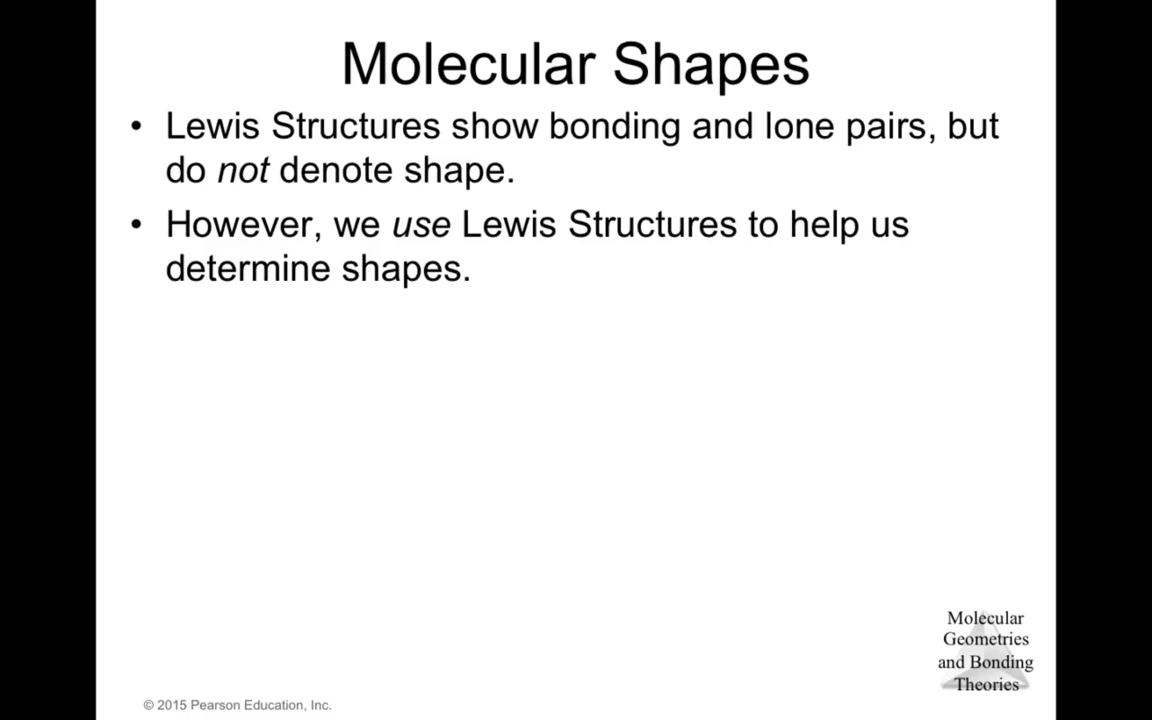 Molecular Shapes
• Lewis Structures show bonding and lone pairs, but
do not denote shape.
• However, we use Lewis Structures to help us
determine shapes.
Molecular
Geometries
and Bonding
Theories
© 2015 Pearson Education, Inc.